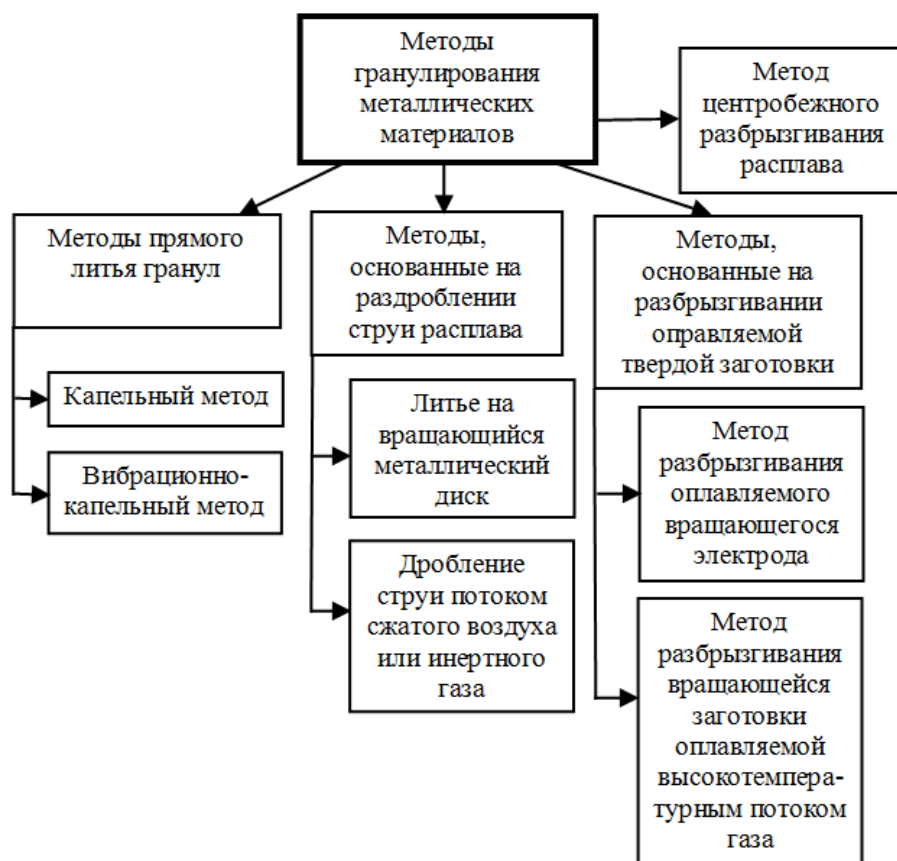 Методы
гранулирования
металлических
материалов
Метод
центробежного
разбрызгивания
расплава
Методы прямого
литья гранул
Методы,
основанные на
раздроблении
струи расплава
Методы,
основанные на
разбрызгивании
оправляемой
твердой заготовки
Капельный метод
Вибрационно-
капельный метод
Литье на
вращающийся
металлический
диск
Дробление
струи потоком
сжатого воздуха
или инертного
газа
Метод
разбрызгивания
оплавляемого
вращающегося
электрода
Метод
разбрызгивания
вращающейся
заготовки
оплавляемой
высокотемпера-
турным потоком
газа